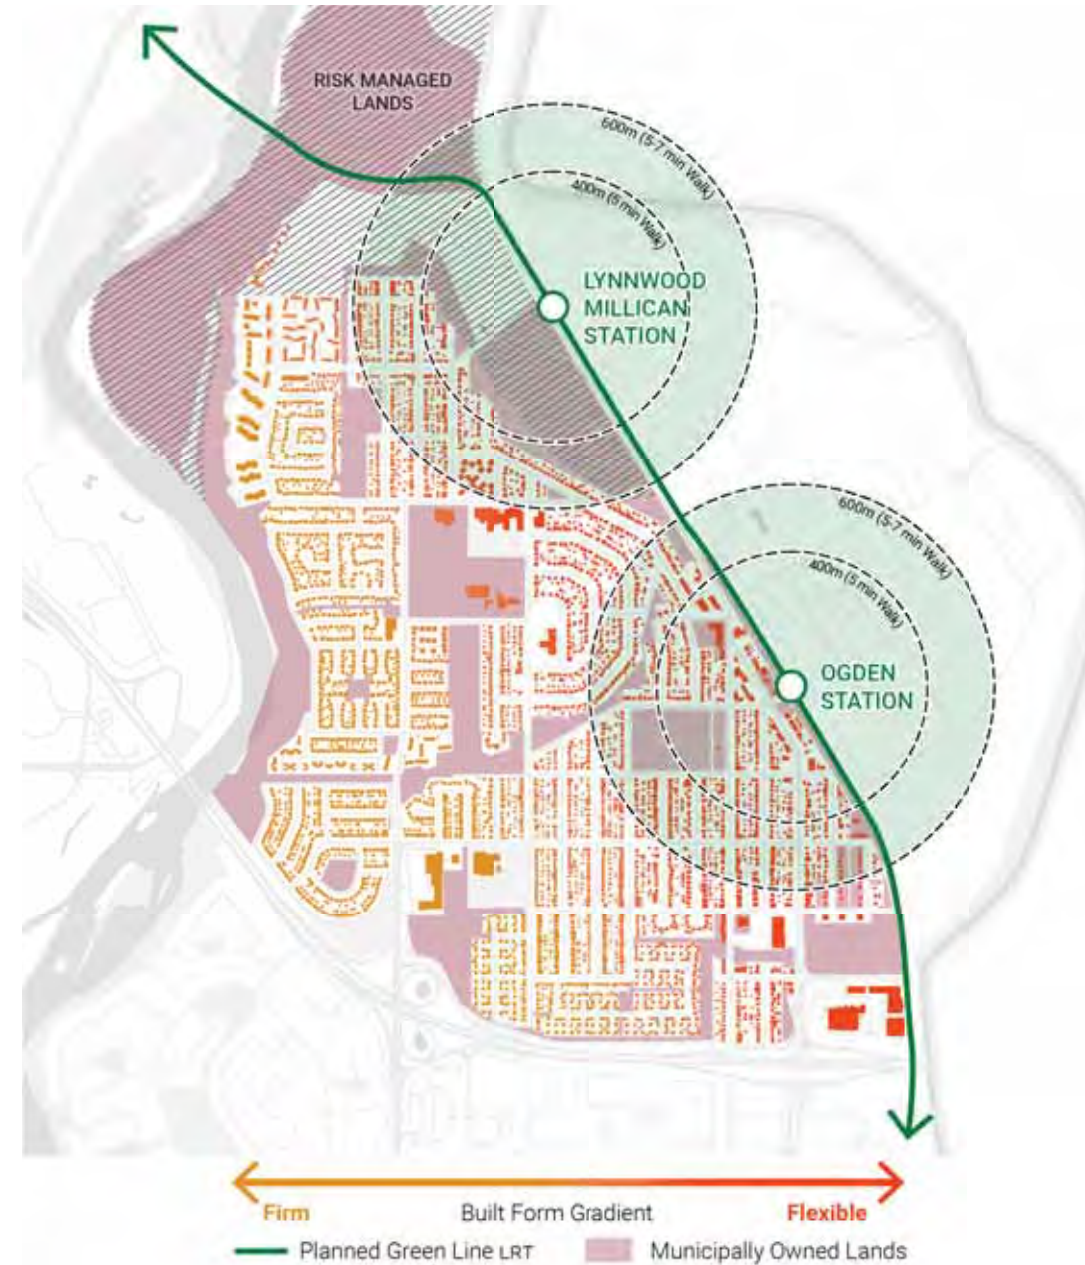 RISK MANAGED
LANDS
600m (5-7 min Walk)
400m (5 min Walk)
LYNNWOOD
MILLICAN
STATION
600m (5-7 min Walk)
400m (5 min Walk)
OGDEN
STATION
Firm
Built Form Gradient
Flexible
Planned Green Line LRT
Municipally Owned Lands